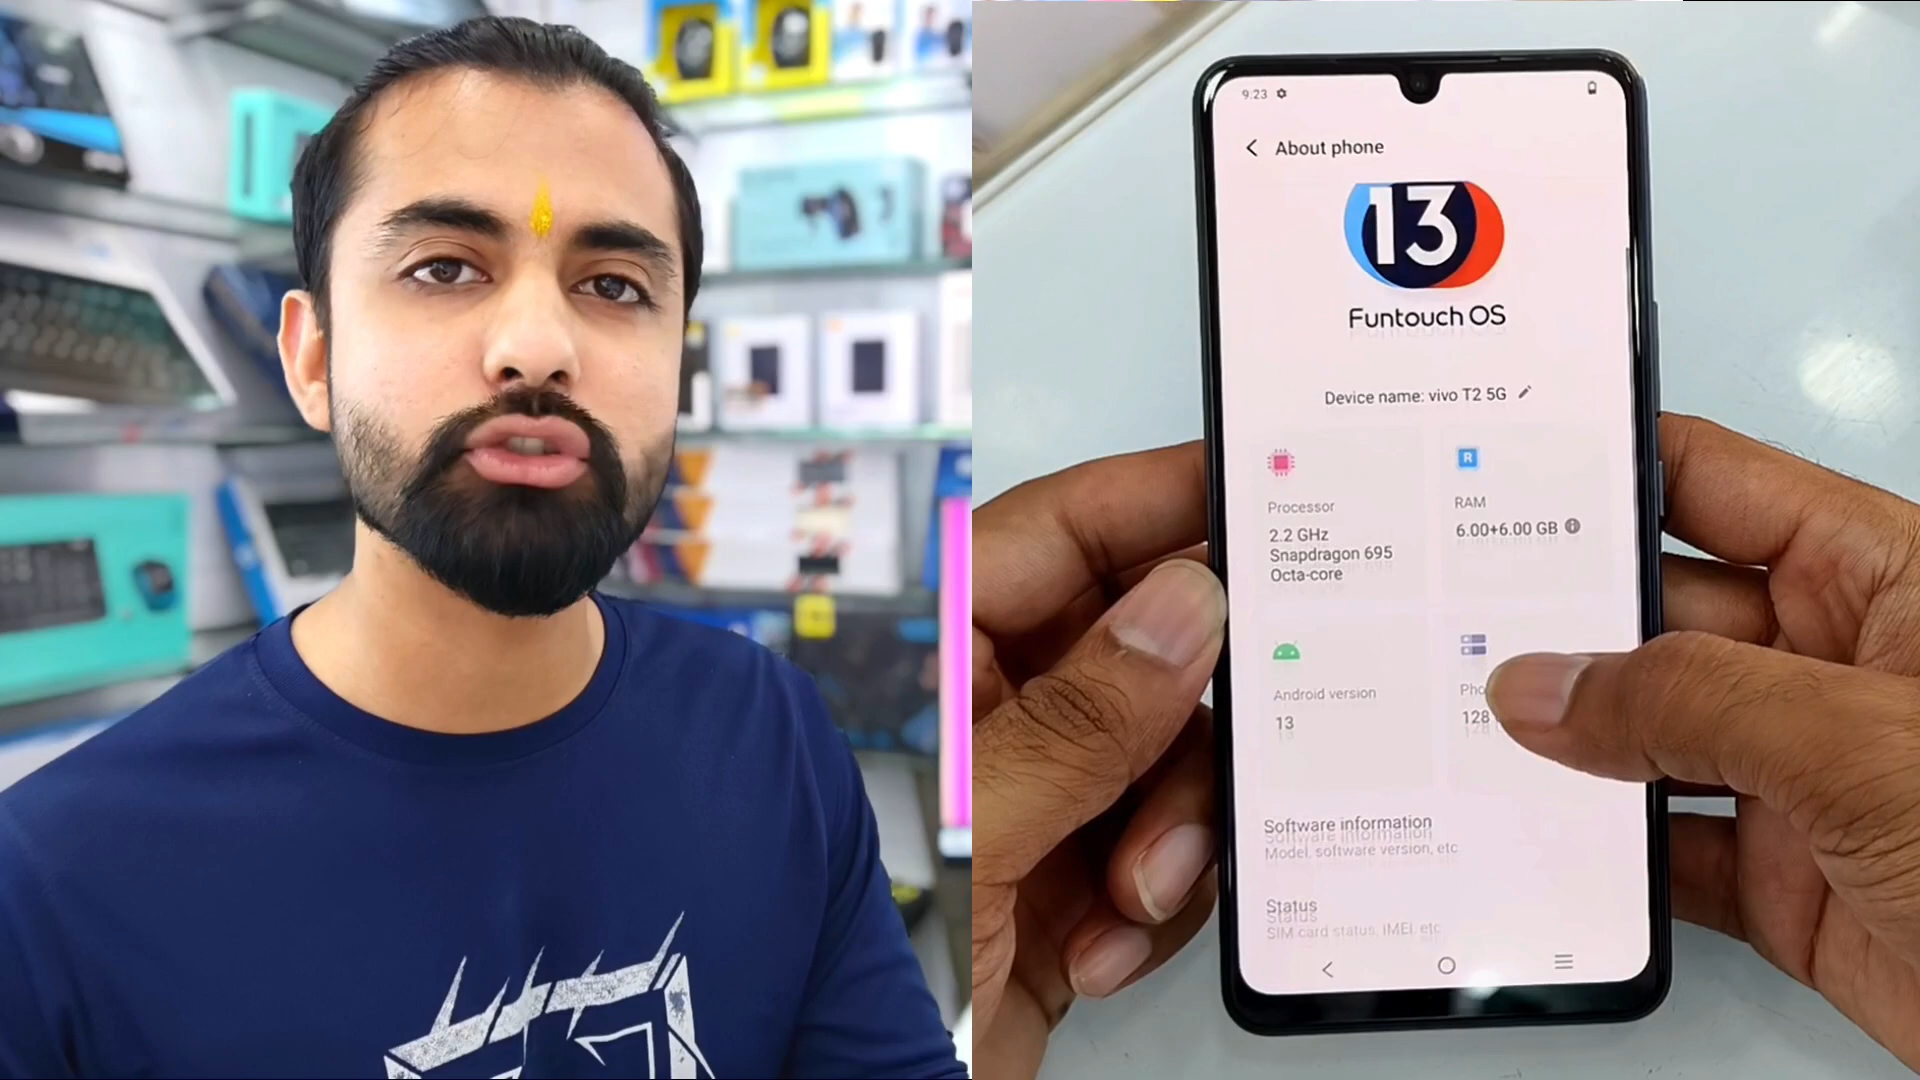 9:23
About phone
13
Funtouch OS
Device name: vivo T2 5G
R
Processor
2.2 GHz
Snapdragon 695
Octa-core
RAM
6.00+6.00 GB
Android version
13
128
Software information
Model, software version, etc
Status
SIM card status, IMEI, etc